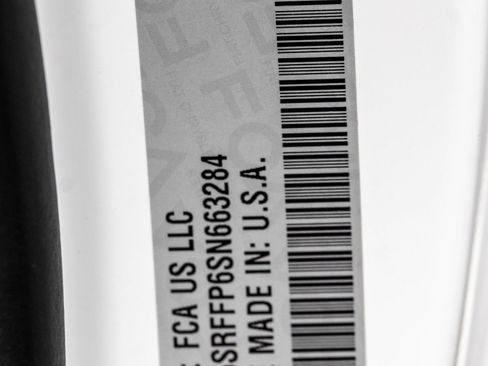 FCA US LLC
SRFFP6SN663284
MADE IN: U.S.A.